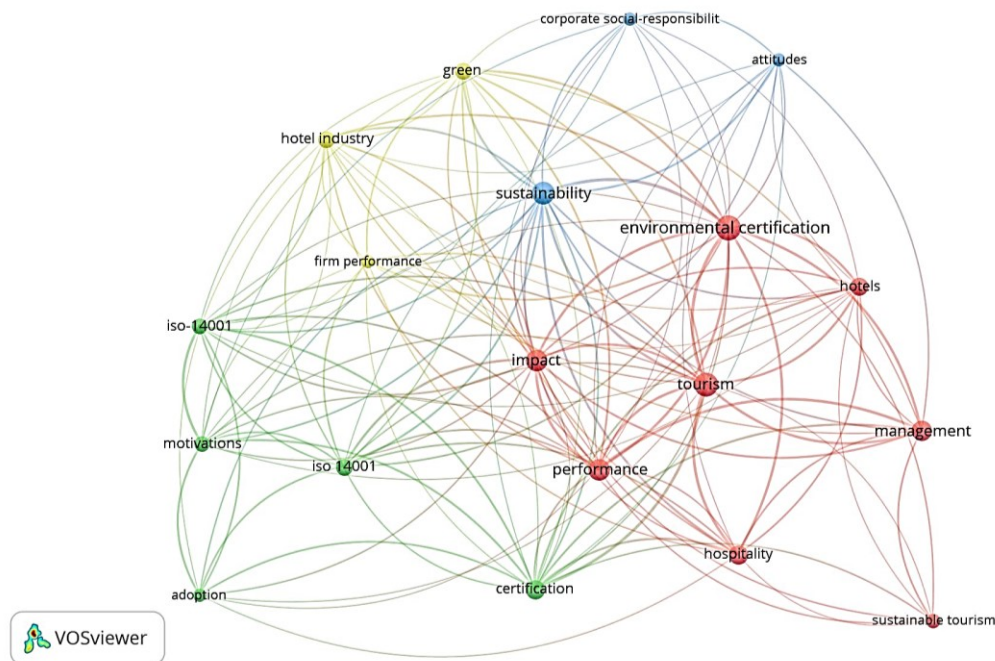 corporate social-responsibilit
attitudes
green
hotel industry
sustainability
environmental certification
firm performance
hotels
iso-14001
impact
tourism
management
motivations
iso 14001
performance
hospitality
adoption
certification
sustainable tourism
VOSviewer